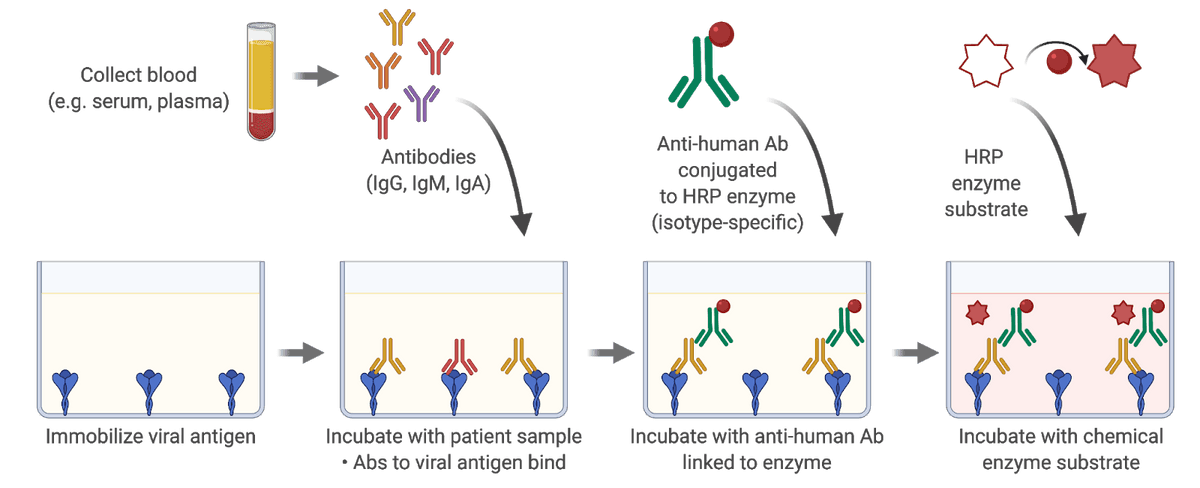 Collect blood
(e.g. serum, plasma)
Antibodies
(IgG, IgM, IgA)
Anti-human Ab
conjugated
to HRP enzyme
(isotype-specific)
HRP
enzyme
substrate
Immobilize viral antigen
Incubate with patient sample
• Abs to viral antigen bind
Incubate with anti-human Ab
linked to enzyme
Incubate with chemical
enzyme substrate